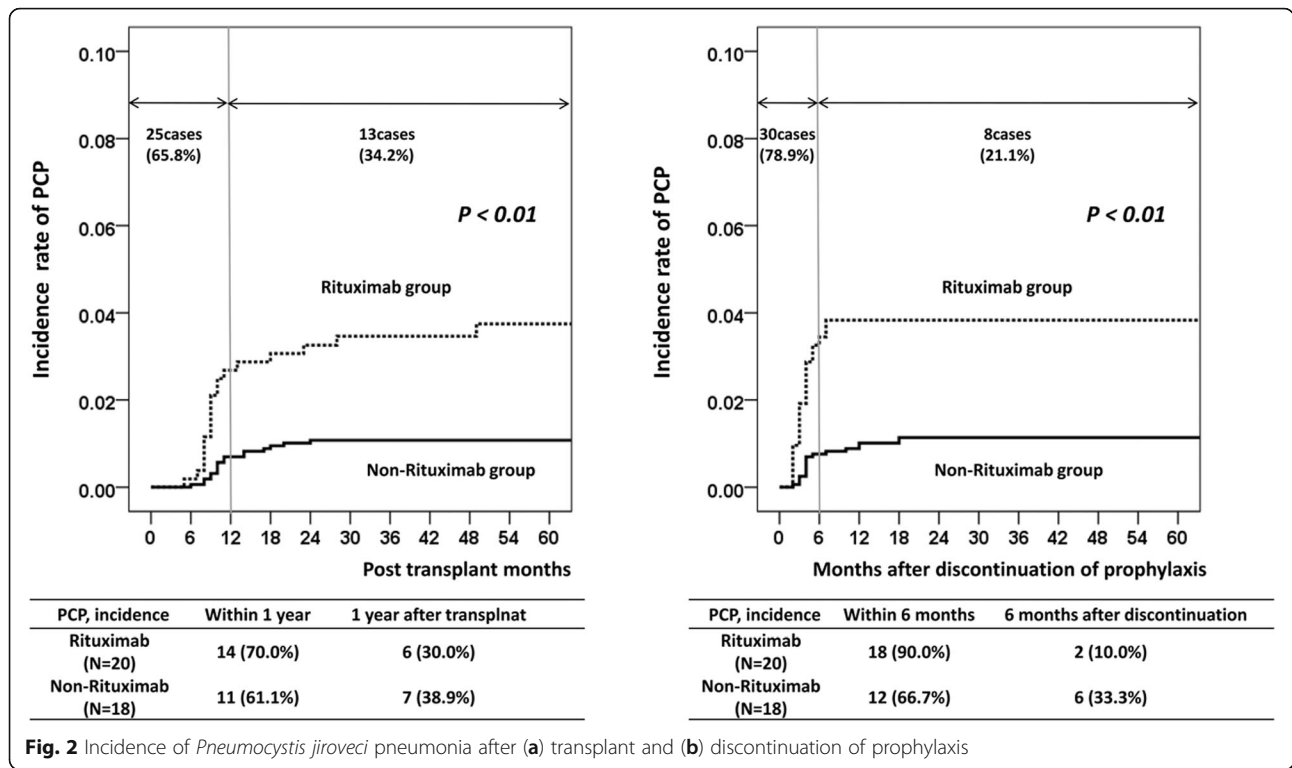 0.10
0.08
0.06
0.04
0.02
0.00
Incidence rate of PCP
25cases
(65.8%)
13cases
(34.2%)
P < 0.01
Rituximab group
Non-Rituximab group
0 6 12 18 24 30 36 42 48 54 60
Post transplant months
PCP, incidence Within 1 year 1 year after transplnat
Rituximab
(N=20) 14 (70.0%) 6 (30.0%)
Non-Rituximab
(N=18) 11 (61.1%) 7 (38.9%)
0.10
0.08
0.06
0.04
0.02
0.00
Incidence rate of PCP
30cases
(78.9%)
8cases
(21.1%)
P < 0.01
Rituximab group
Non-Rituximab group
0 6 12 18 24 30 36 42 48 54 60
Months after discontinuation of prophylaxis
PCP, incidence Within 6 months 6 months after discontinuation
Rituximab
(N=20) 18 (90.0%) 2 (10.0%)
Non-Rituximab
(N=18) 12 (66.7%) 6 (33.3%)
Fig. 2 Incidence of Pneumocystis jiroveci pneumonia after (a) transplant and (b) discontinuation of prophylaxis